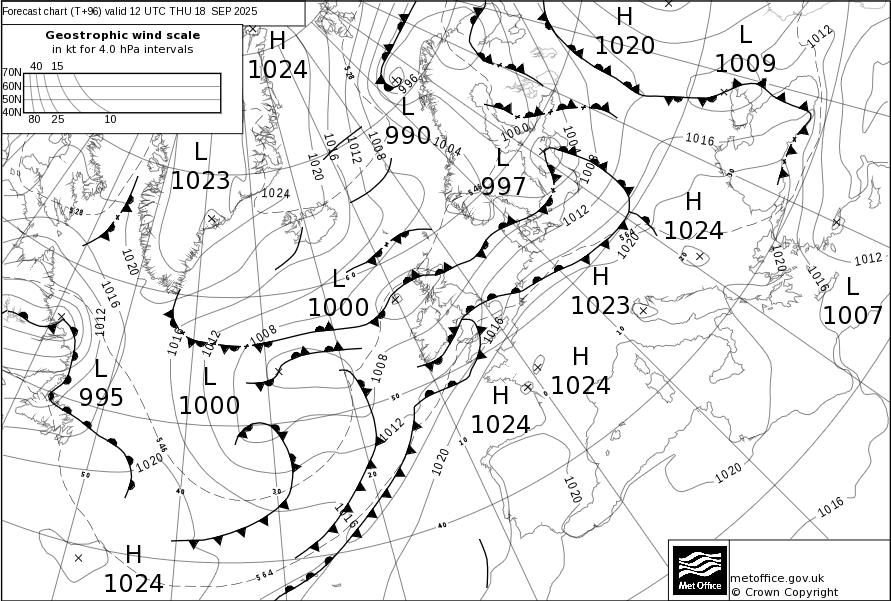 Forecast chart (T+96) valid 12 UTC THU 18 SEP 2025
Geostrophic wind scale
in kt for 4.0 hPa intervals
40 15
70N
60N
50N
40N
80 25 10
H
1024
H
1020
L
1009
1012
528
996
L
990
1004
1000
1016
1012
1008
1020
L
1023
1024
528
L
997
1016
1012
H
1024
564
1020
1020
1016
1012
L
1007
H
1023
L
1000
60
1020
1016
1012
1016
1012
1008
1016
10
L
995
L
1000
1008
H
1024
H
1024
50
0
1012
10
546
1020
50
40
30
20
1020
1020
1020
1016
1016
40
564
H
1024
Met Office
metoffice.gov.uk
© Crown Copyright